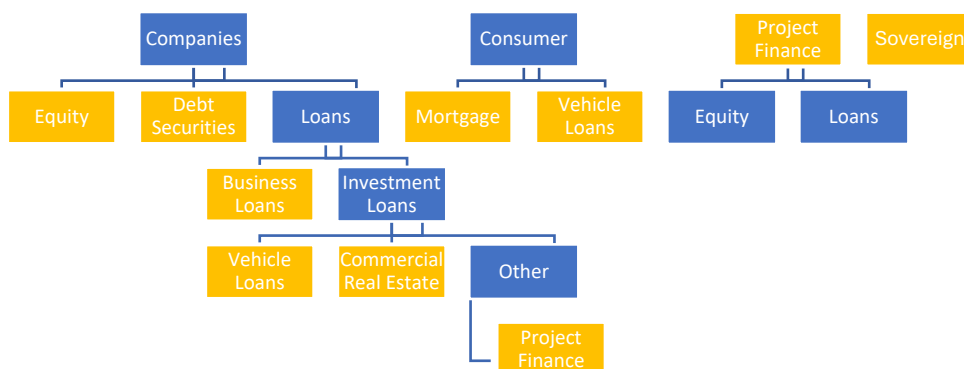 Companies
Consumer
Project
Finance
Sovereign
Equity
Debt
Securities
Loans
Mortgage
Vehicle
Loans
Equity
Loans
Business
Loans
Investment
Loans
Vehicle
Loans
Commercial
Real Estate
Other
Project
Finance